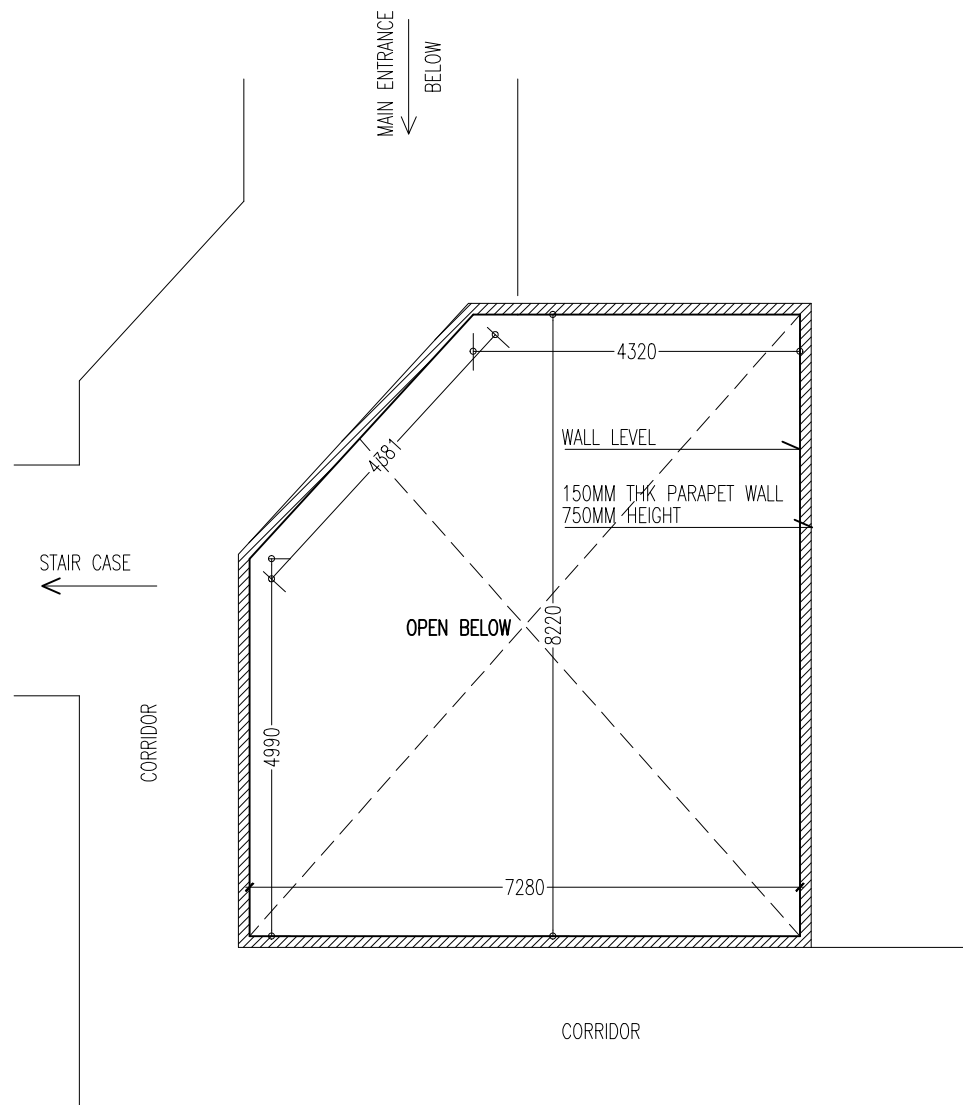 MAIN ENTRANCE
BELOW
4320
4381
WALL LEVEL
150MM THK PARAPET WALL
750MM HEIGHT
STAIR CASE
OPEN BELOW
8220
4990
CORRIDOR
7280
CORRIDOR